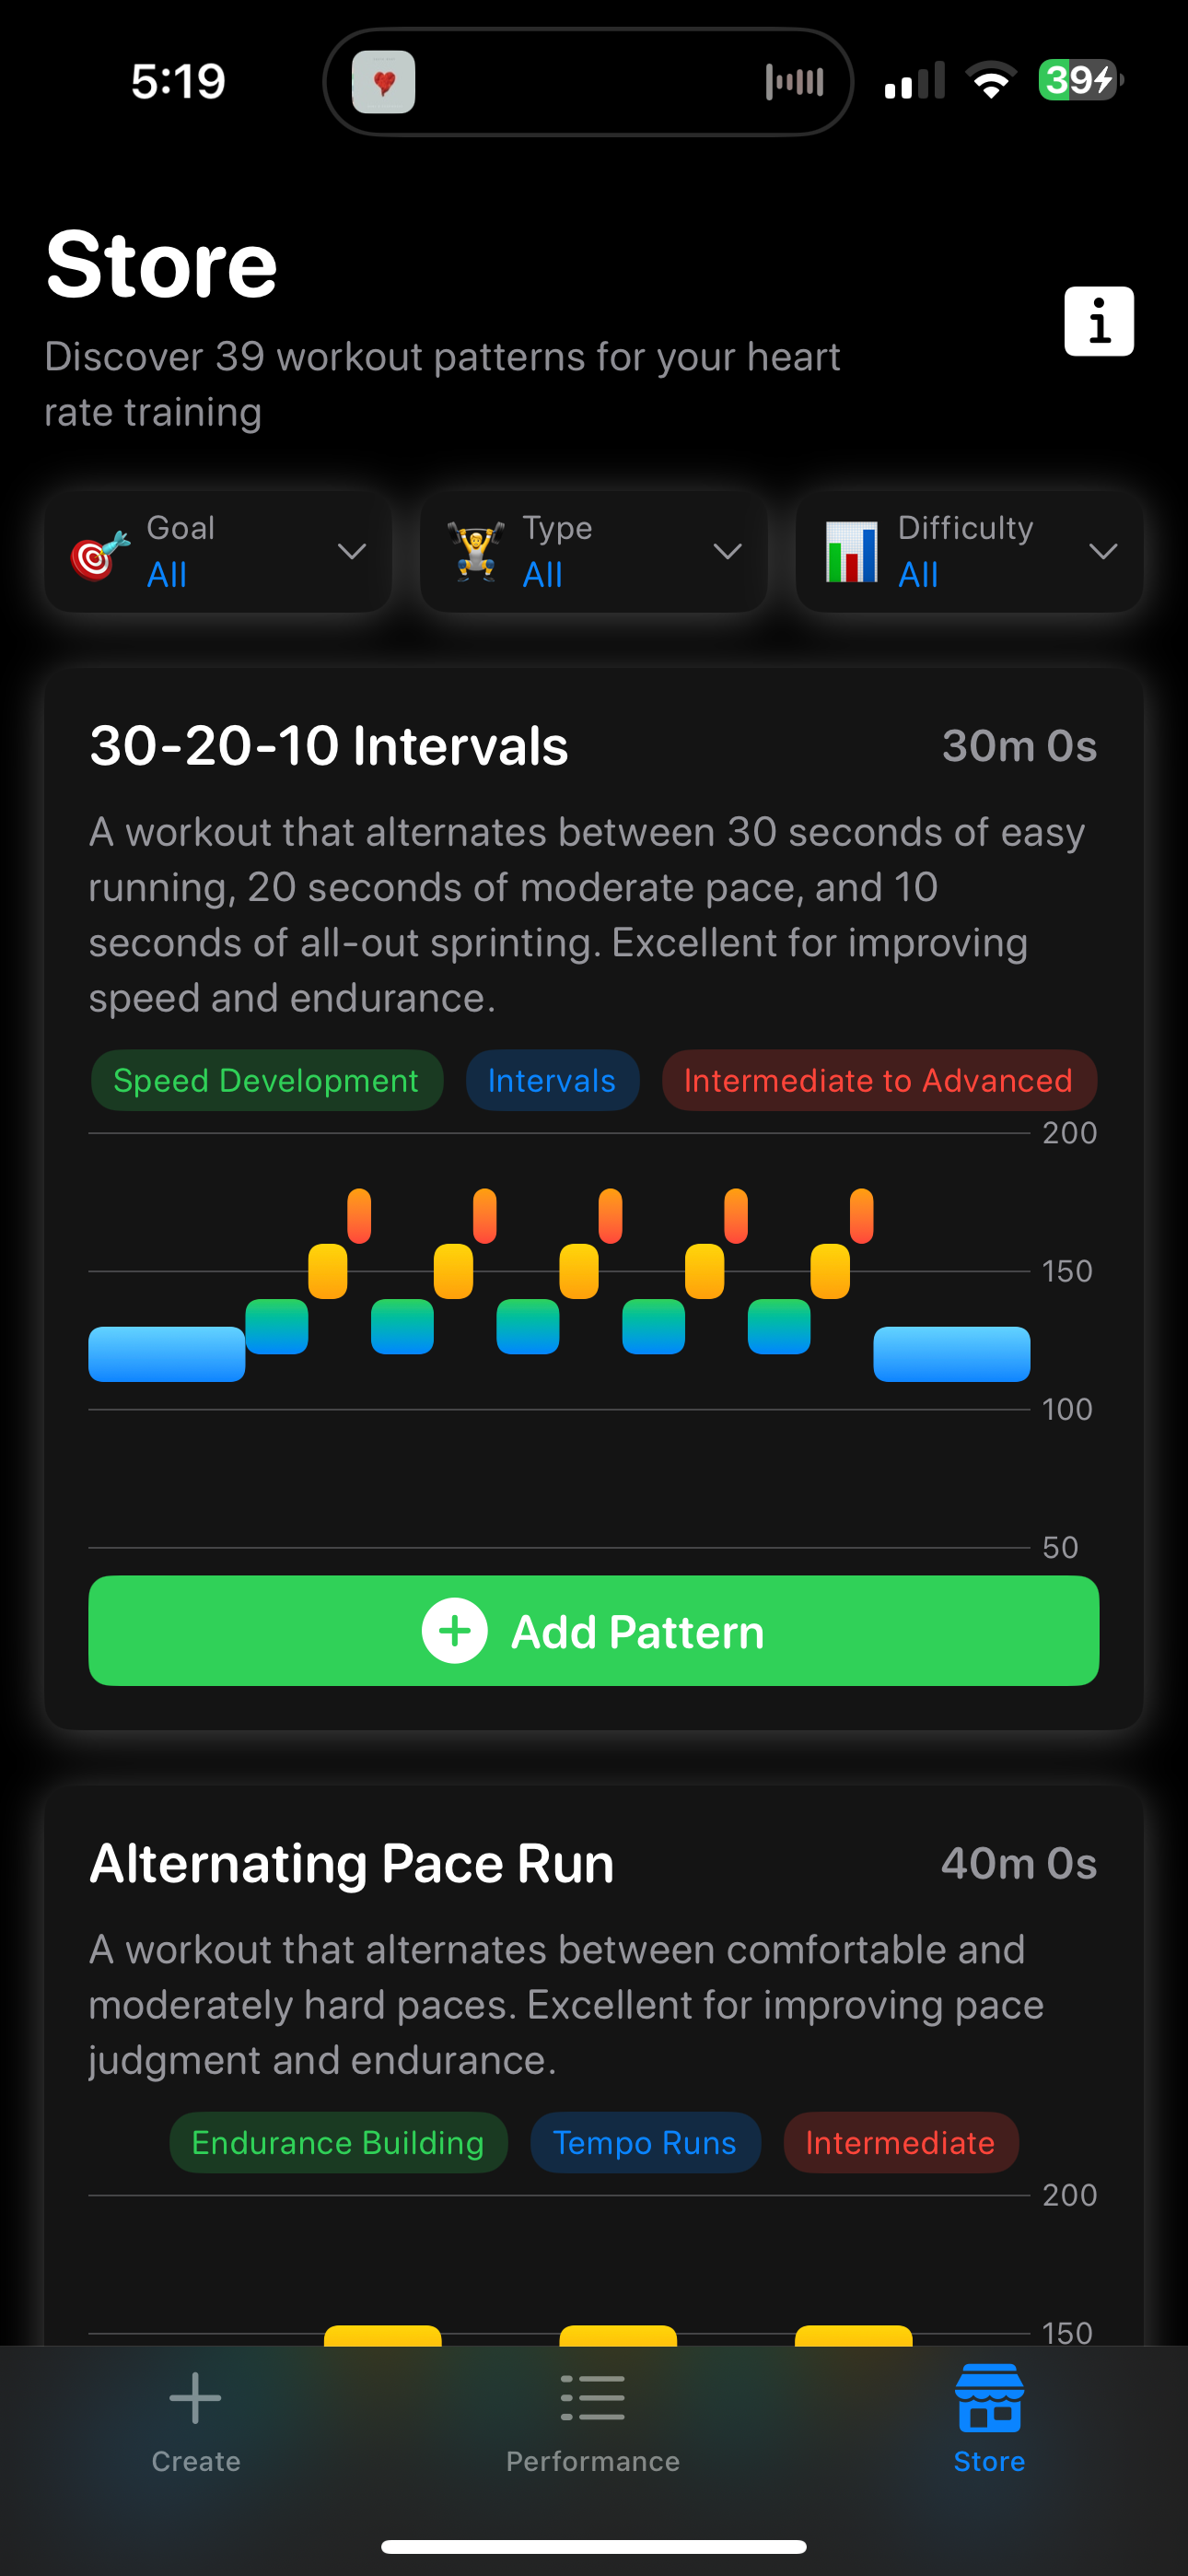 5:19
39
Store
Discover 39 workout patterns for your heart
rate training
Goal
All
Type
All
Difficulty
All
30-20-10 Intervals
30m 0s
A workout that alternates between 30 seconds of easy
running, 20 seconds of moderate pace, and 10
seconds of all-out sprinting. Excellent for improving
speed and endurance.
Speed Development
Intervals
Intermediate to Advanced
200
150
100
50
Add Pattern
Alternating Pace Run
40m 0s
A workout that alternates between comfortable and
moderately hard paces. Excellent for improving pace
judgment and endurance.
Endurance Building
Tempo Runs
Intermediate
200
150
Create
Performance
Store